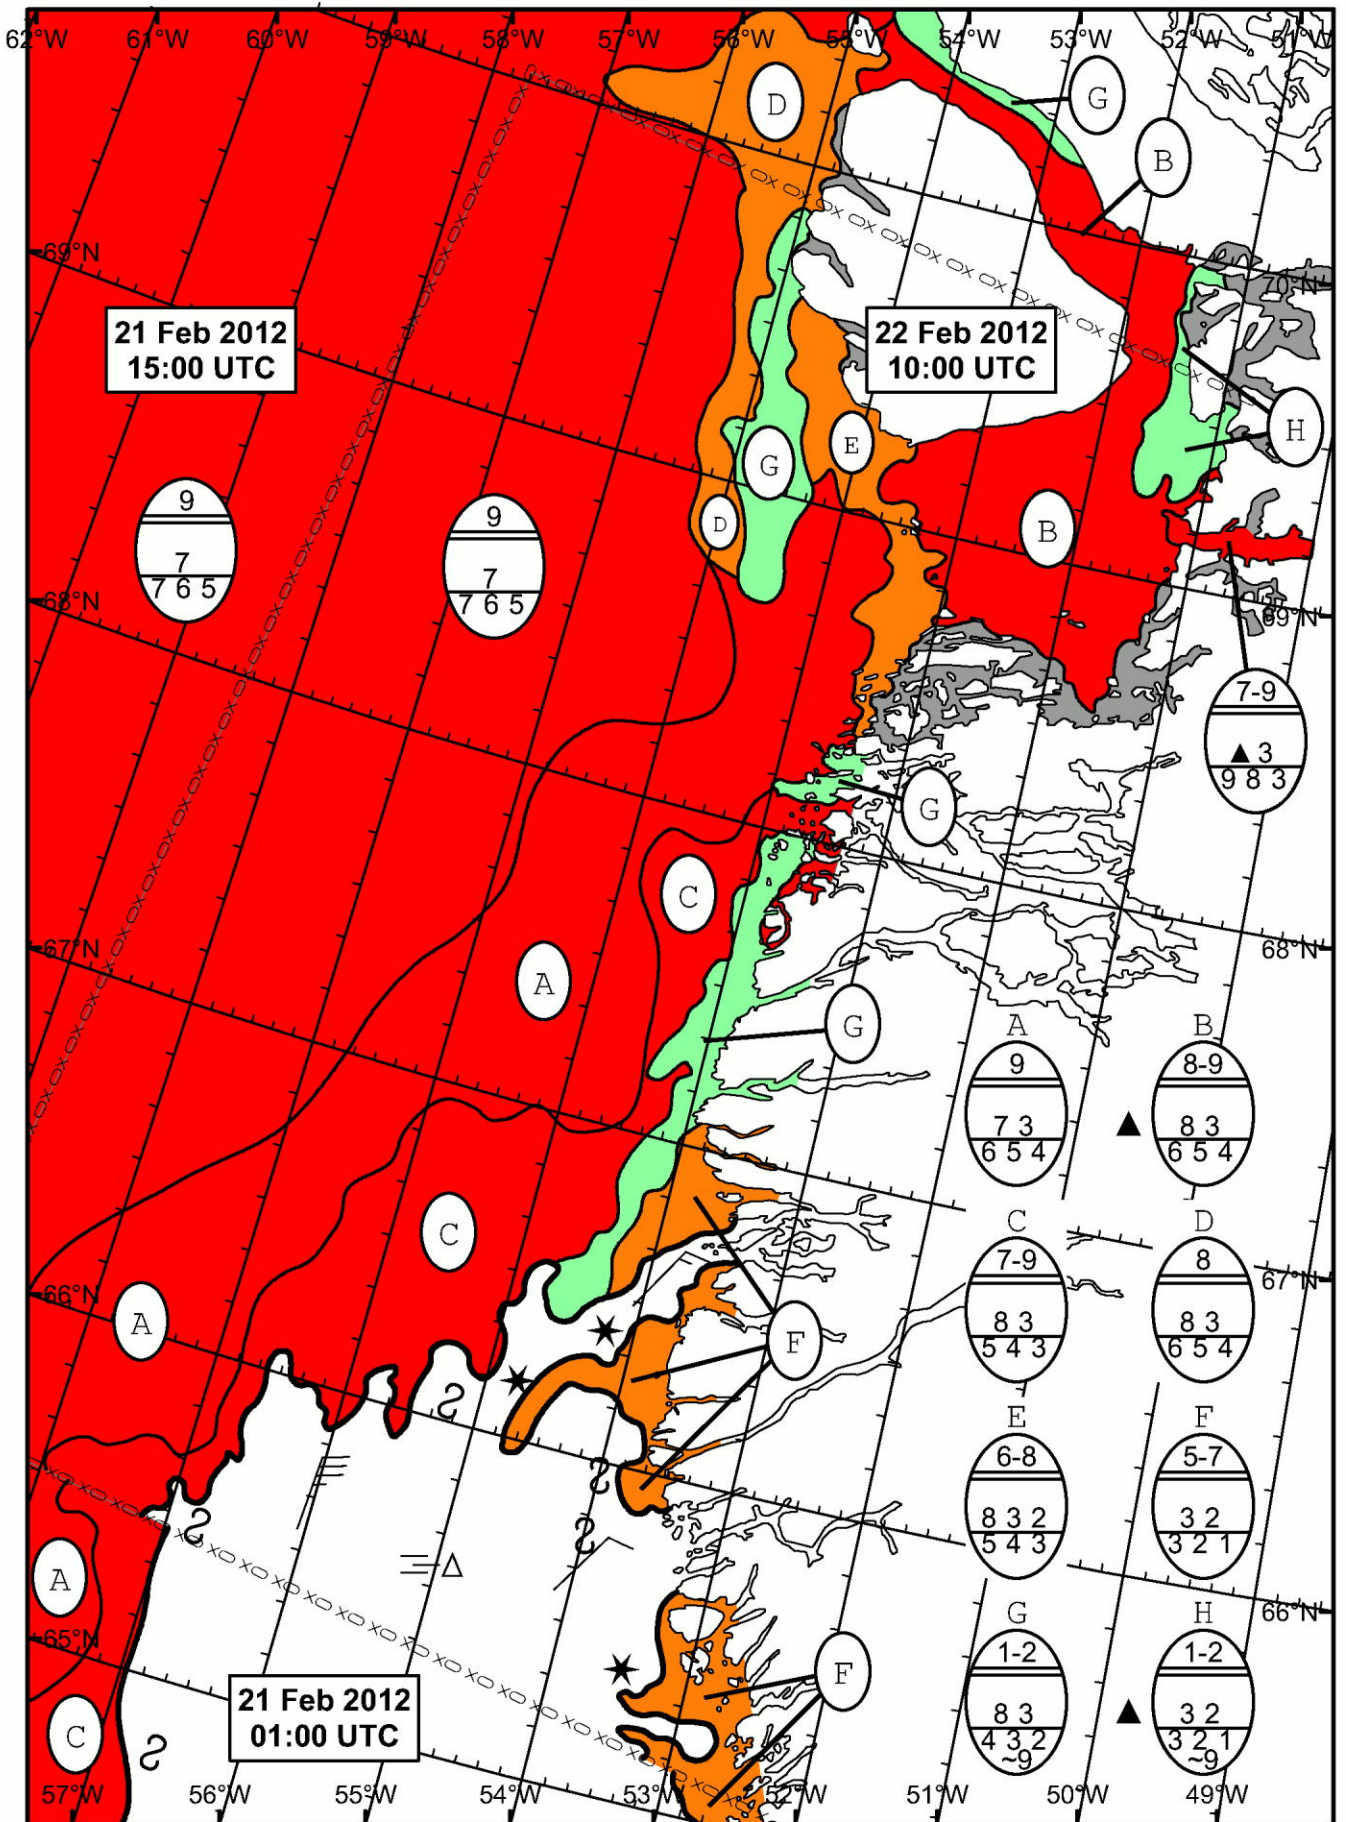 62°W 61°W 60°W 59°W 58°W 57°W 56°W 55°W 54°W 53°W 52°W 51°W
D
G
B
69°N
70°N
21 Feb 2012
15:00 UTC
22 Feb 2012
10:00 UTC
H
E
G
D
B
9
7
7 6 5
9
7
7 6 5
68°N
69°N
7-9
▲ 3
9 8 3
G
C
67°N
68°N
A
G
A
9
7 3
6 5 4
B
8-9
▲
8 3
6 5 4
C
C
7-9
8 3
5 4 3
D
8
8 3
6 5 4
66°N
67°N
A
F
E
6-8
8 3 2
5 4 3
F
5-7
3 2
3 2 1
A
65°N
66°N
G
1-2
8 3
4 3 2
~9
H
1-2
▲
3 2
3 2 1
~9
F
21 Feb 2012
01:00 UTC
C
57°W 56°W 55°W 54°W 53°W 52°W 51°W 50°W 49°W